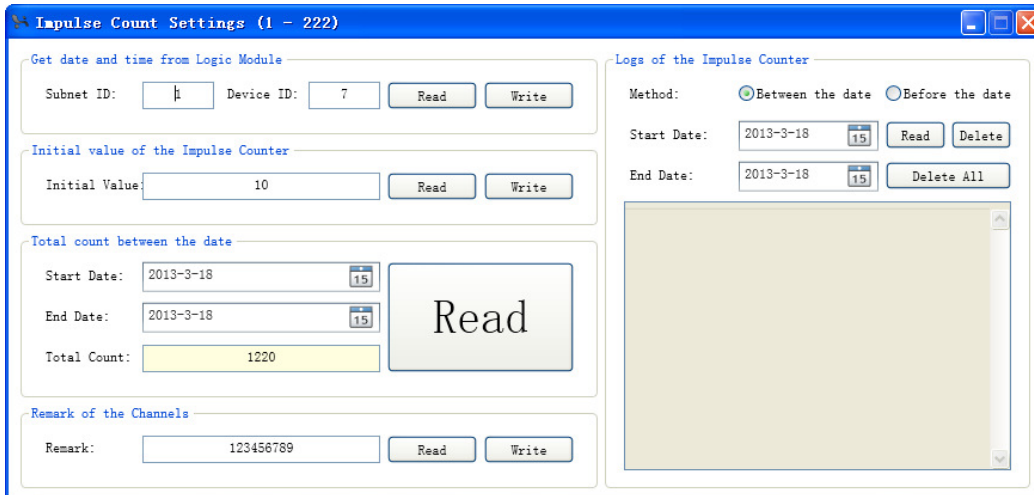 Impulse Count Settings (1 - 222)
Get date and time from Logic Module
Subnet ID: 1 Device ID: 7 Read Write
Initial value of the Impulse Counter
Initial Value: 10 Read Write
Total count between the date
Start Date: 2013-3-18 15
End Date: 2013-3-18 15
Read
Total Count: 1220
Remark of the Channels
Remark: 123456789 Read Write
Logs of the Impulse Counter
Method: Between the date Before the date
Start Date: 2013-3-18 15 Read Delete
End Date: 2013-3-18 15 Delete All